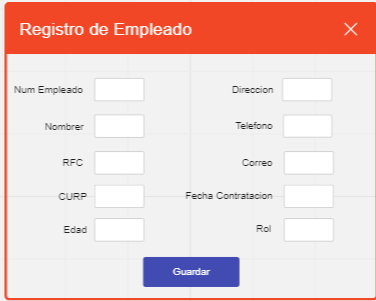 Registro de Empleado
Num Empleado
Direccion
Nombrer
Telefono
RFC
Correo
CURP
Fecha Contratacion
Edad
Rol
Guardar